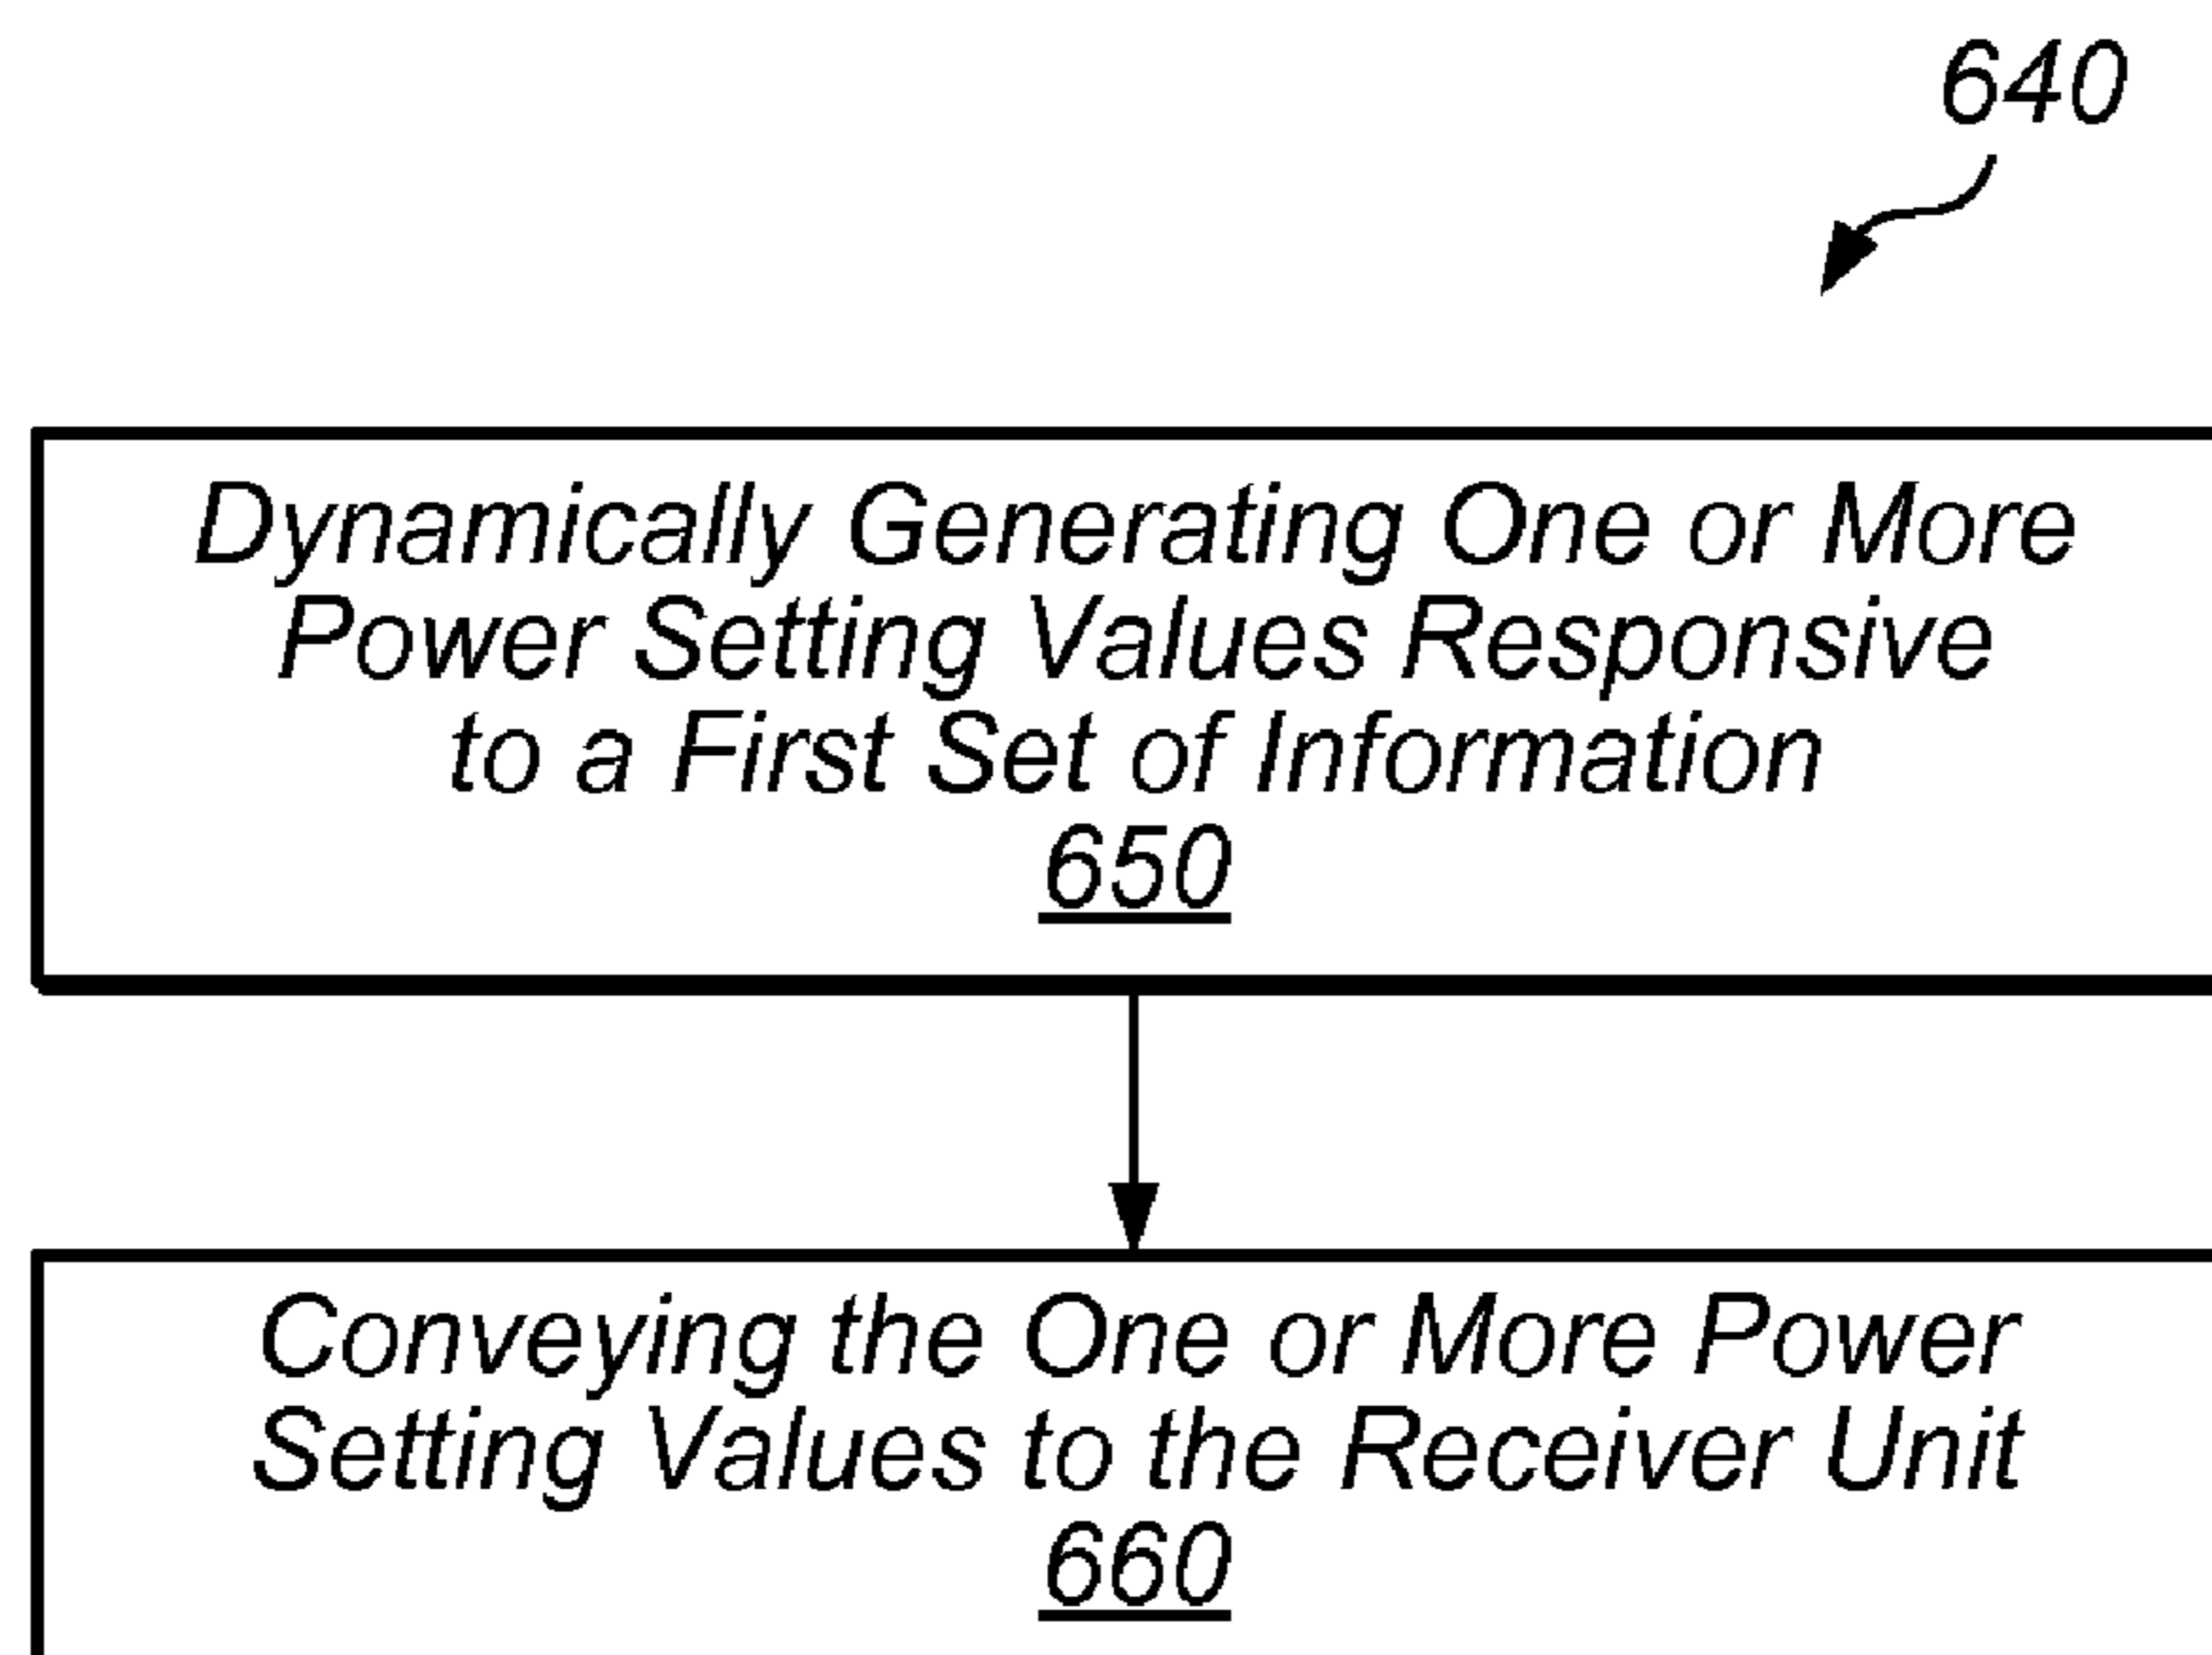 640
Dynamically Generating One or More
Power Setting Values Responsive
to a First Set of Information
650
Conveying the One or More Power
Setting Values to the Receiver Unit
660